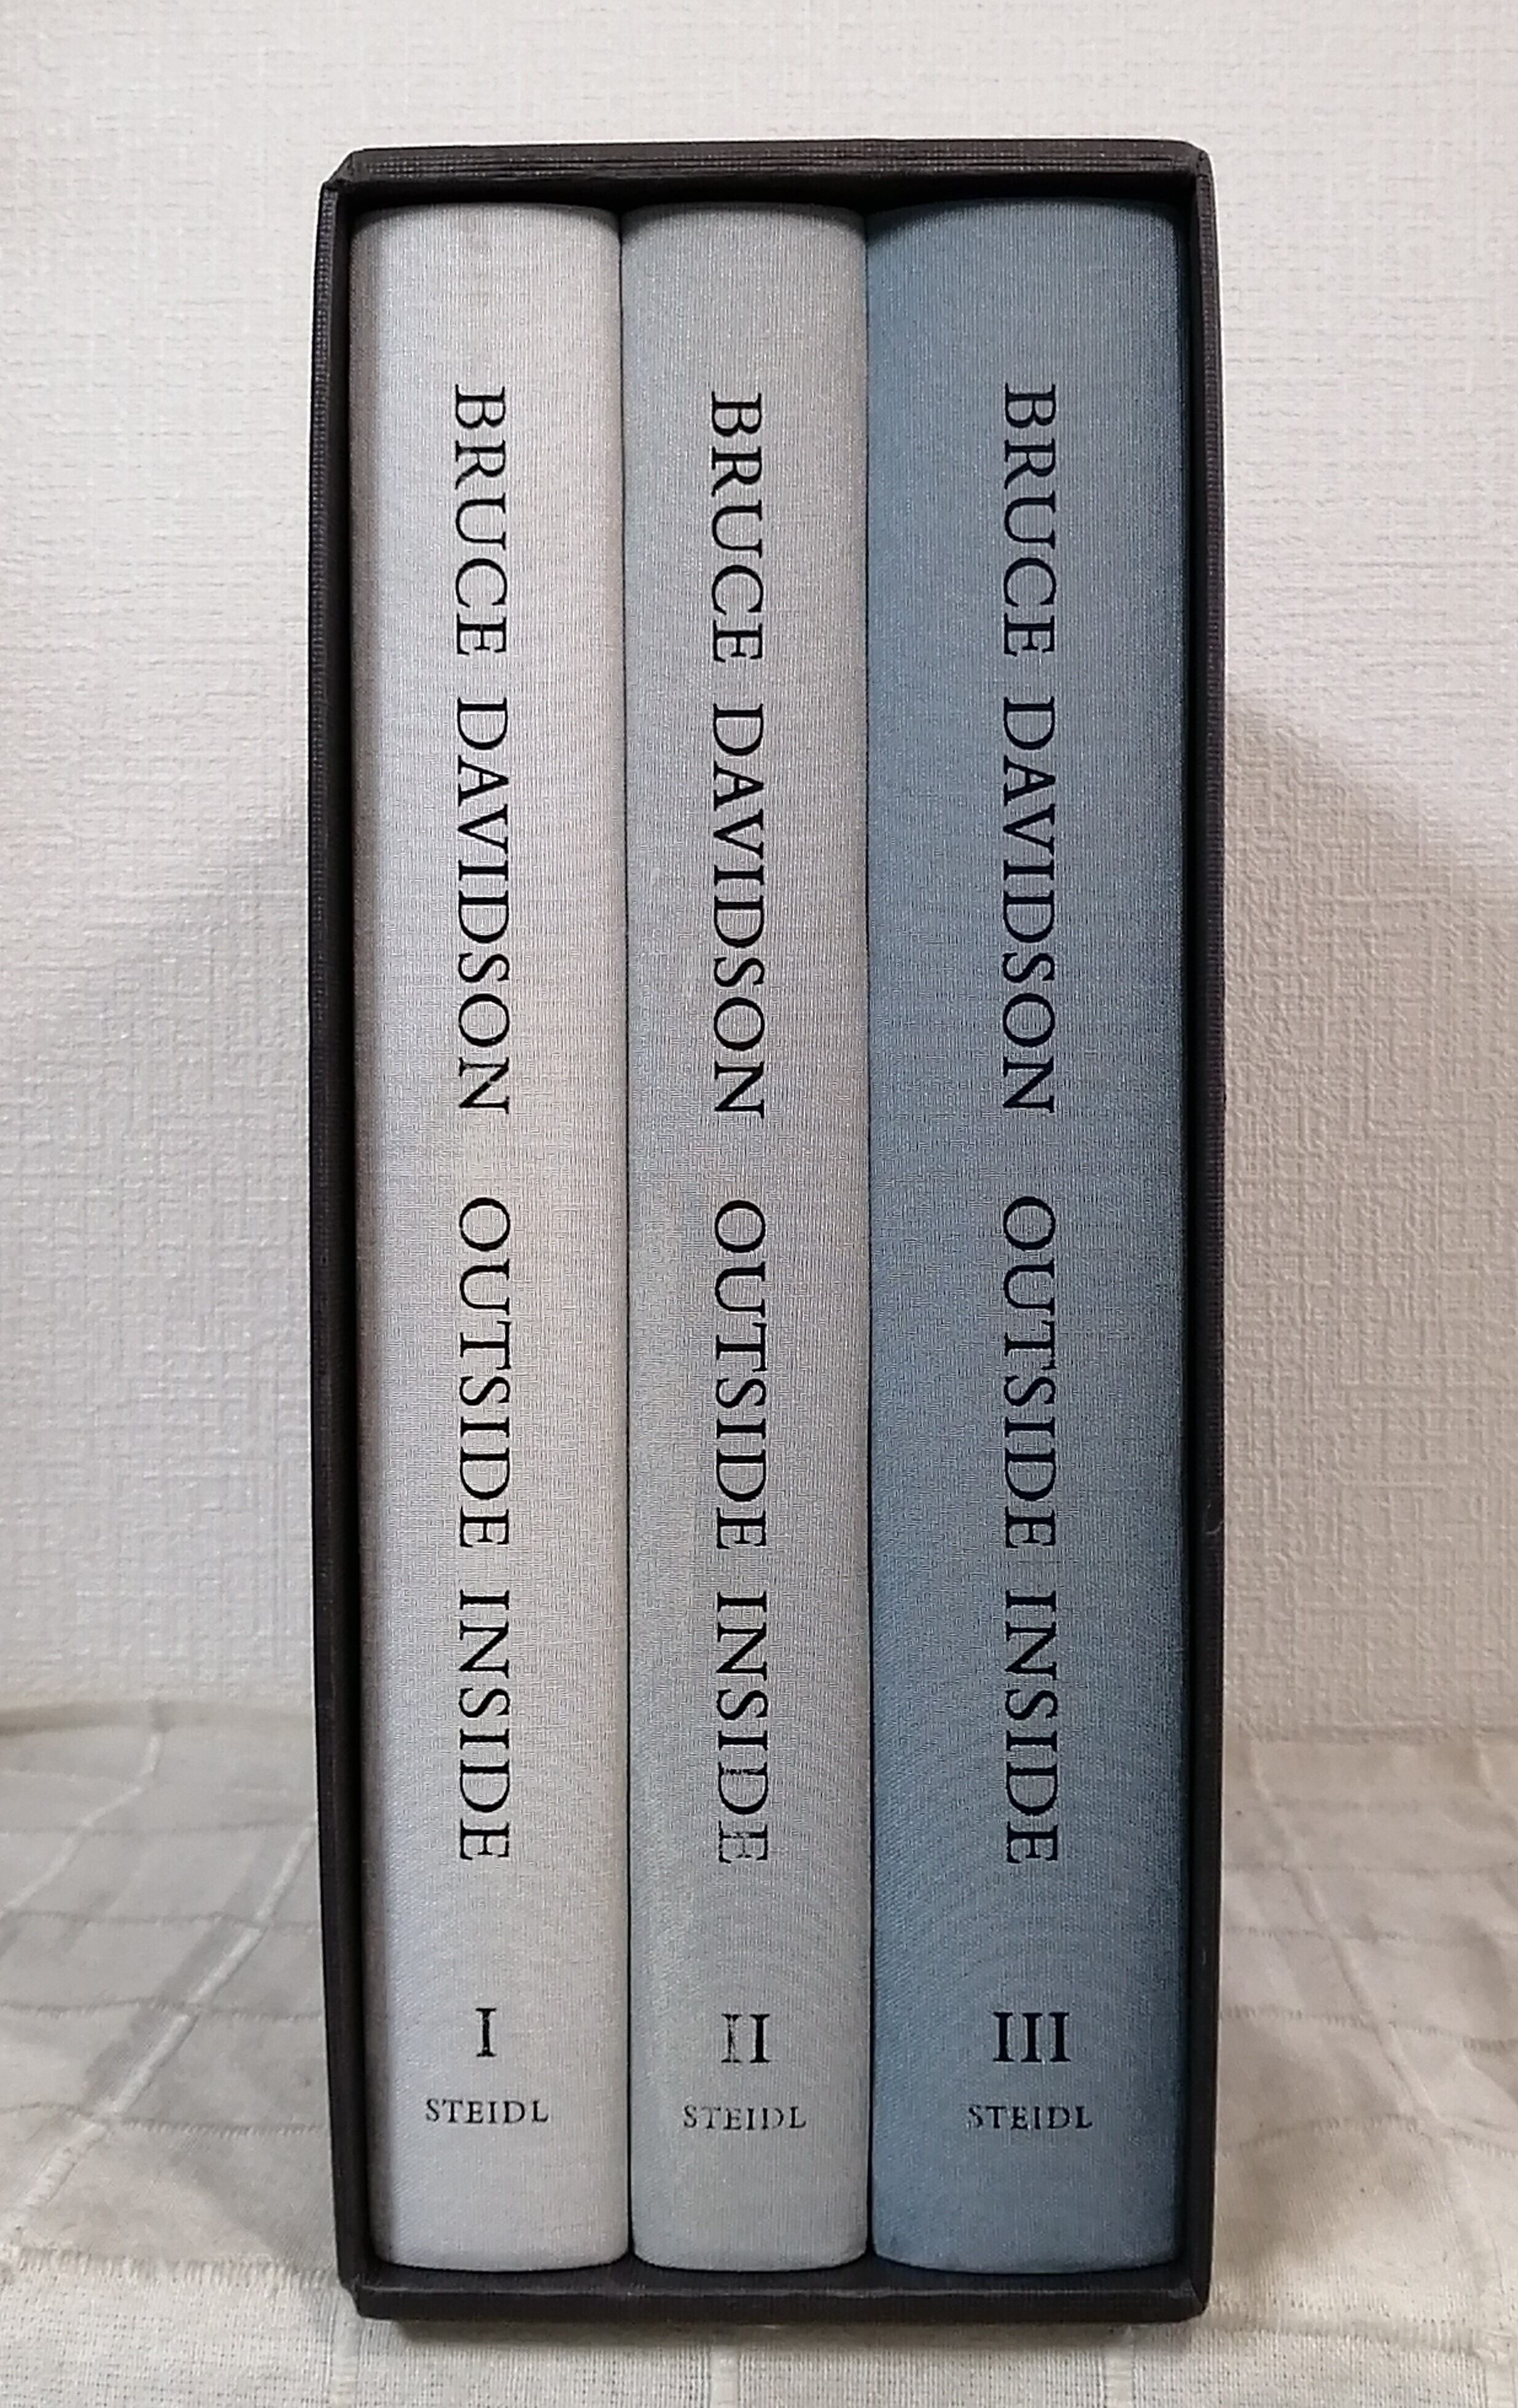 BRUCE DAVIDSON OUTSIDE INSIDE
I
STEIDL
BRUCE DAVIDSON OUTSIDE INSIDE
II
STEIDL
BRUCE DAVIDSON OUTSIDE INSIDE
III
STEIDL